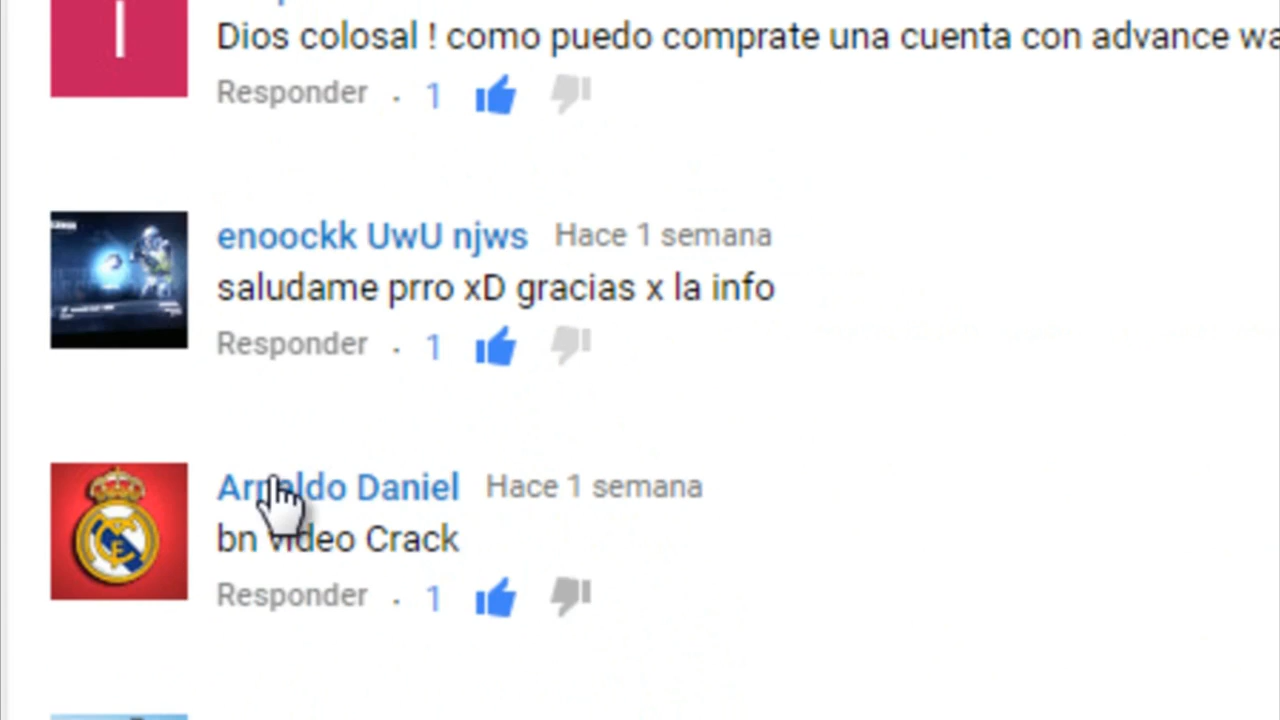 Dios colosal ! como puedo comprate una cuenta con advance
Responder . 1
enoockk UwU njws Hace 1 semana
saludame prro xD gracias x la info
Responder . 1
Arnaldo Daniel Hace 1 semana
bn video Crack
Responder . 1